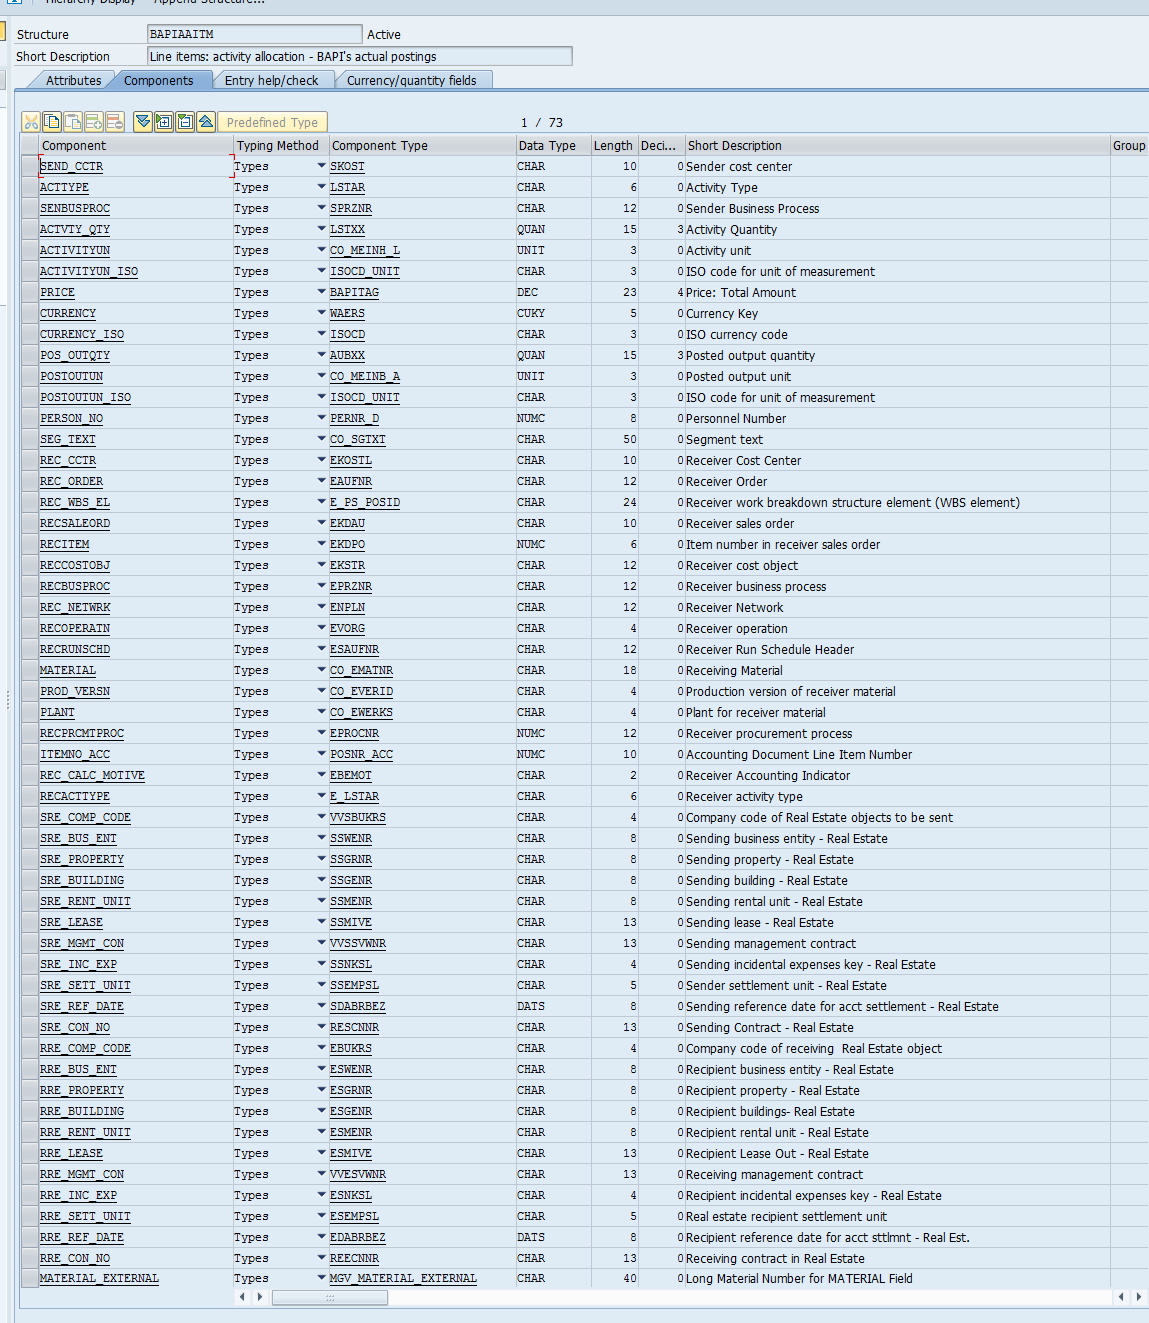 Hierarchy Display Append Structure...
Structure BAPIAAITM Active
Short Description Line items: activity allocation - BAPI's actual postings
Attributes Components Entry help/check Currency/quantity fields
Predefined Type 1 / 73
Component Typing Method Component Type Data Type Length Deci... Short Description Group
SEND_CCTR Types SKOST CHAR 10 0 Sender cost center
ACTTYPE Types LSTAR CHAR 6 0 Activity Type
SENBUSPROC Types SPRZNR CHAR 12 0 Sender Business Process
ACTVTY_QTY Types LSTXX QUAN 15 3 Activity Quantity
ACTIVITYUN Types CO_MEINH_L UNIT 3 0 Activity unit
ACTIVITYUN_ISO Types ISOCD_UNIT CHAR 3 0 ISO code for unit of measurement
PRICE Types BAPITAG DEC 23 4 Price: Total Amount
CURRENCY Types WAERS CUKY 5 0 Currency Key
CURRENCY_ISO Types ISOCD CHAR 3 0 ISO currency code
POS_OUTQTY Types AUBXX QUAN 15 3 Posted output quantity
POSTOUTUN Types CO_MEINB_A UNIT 3 0 Posted output unit
POSTOUTUN_ISO Types ISOCD_UNIT CHAR 3 0 ISO code for unit of measurement
PERSON_NO Types PERNR_D NUMC 8 0 Personnel Number
SEG_TEXT Types CO_SGTXT CHAR 50 0 Segment text
REC_CCTR Types EKOSTL CHAR 10 0 Receiver Cost Center
REC_ORDER Types EAUFNR CHAR 12 0 Receiver Order
REC_WBS_EL Types E_PS_POSID CHAR 24 0 Receiver work breakdown structure element (WBS element)
RECSALEORD Types EKDAU CHAR 10 0 Receiver sales order
RECITEM Types EKDPO NUMC 6 0 Item number in receiver sales order
RECCOSTOBJ Types EKSTR CHAR 12 0 Receiver cost object
RECBUSPROC Types EPRZNR CHAR 12 0 Receiver business process
REC_NETWRK Types ENPLN CHAR 12 0 Receiver Network
RECOPERATN Types EVORG CHAR 4 0 Receiver operation
RECRUNSCHD Types ESAUFNR CHAR 12 0 Receiver Run Schedule Header
MATERIAL Types CO_EMATNR CHAR 18 0 Receiving Material
PROD_VERSN Types CO_EVERID CHAR 4 0 Production version of receiver material
PLANT Types CO_EWERKS CHAR 4 0 Plant for receiver material
RECPRCMTPROC Types EPROCNR NUMC 12 0 Receiver procurement process
ITEMNO_ACC Types POSNR_ACC NUMC 10 0 Accounting Document Line Item Number
REC_CALC_MOTIVE Types EBEMOT CHAR 2 0 Receiver Accounting Indicator
RECACTTYPE Types E_LSTAR CHAR 6 0 Receiver activity type
SRE_COMP_CODE Types VVSBUKRS CHAR 4 0 Company code of Real Estate objects to be sent
SRE_BUS_ENT Types SSWENR CHAR 8 0 Sending business entity - Real Estate
SRE_PROPERTY Types SSGRNR CHAR 8 0 Sending property - Real Estate
SRE_BUILDING Types SSGENR CHAR 8 0 Sending building - Real Estate
SRE_RENT_UNIT Types SSMENR CHAR 8 0 Sending rental unit - Real Estate
SRE_LEASE Types SSMIVE CHAR 13 0 Sending lease - Real Estate
SRE_MGMT_CON Types VVSSVWNR CHAR 13 0 Sending management contract
SRE_INC_EXP Types SSNKSL CHAR 4 0 Sending incidental expenses key - Real Estate
SRE_SETT_UNIT Types SSEMPSL CHAR 5 0 Sender settlement unit - Real Estate
SRE_REF_DATE Types SDABRBEZ DATS 8 0 Sending reference date for acct settlement - Real Estate
SRE_CON_NO Types RESCNNR CHAR 13 0 Sending Contract - Real Estate
RRE_COMP_CODE Types EBUKRS CHAR 4 0 Company code of receiving Real Estate object
RRE_BUS_ENT Types ESWENR CHAR 8 0 Recipient business entity - Real Estate
RRE_PROPERTY Types ESGRNR CHAR 8 0 Recipient property - Real Estate
RRE_BUILDING Types ESGENR CHAR 8 0 Recipient buildings- Real Estate
RRE_RENT_UNIT Types ESMENR CHAR 8 0 Recipient rental unit - Real Estate
RRE_LEASE Types ESMIVE CHAR 13 0 Recipient Lease Out - Real Estate
RRE_MGMT_CON Types VVESVWNR CHAR 13 0 Receiving management contract
RRE_INC_EXP Types ESNKSL CHAR 4 0 Recipient incidental expenses key - Real Estate
RRE_SETT_UNIT Types ESEMPSL CHAR 5 0 Real estate recipient settlement unit
RRE_REF_DATE Types EDABRBEZ DATS 8 0 Recipient reference date for acct sttlmnt - Real Est.
RRE_CON_NO Types REECNNR CHAR 13 0 Receiving contract in Real Estate
MATERIAL_EXTERNAL Types MGV_MATERIAL_EXTERNAL CHAR 40 0 Long Material Number for MATERIAL Field